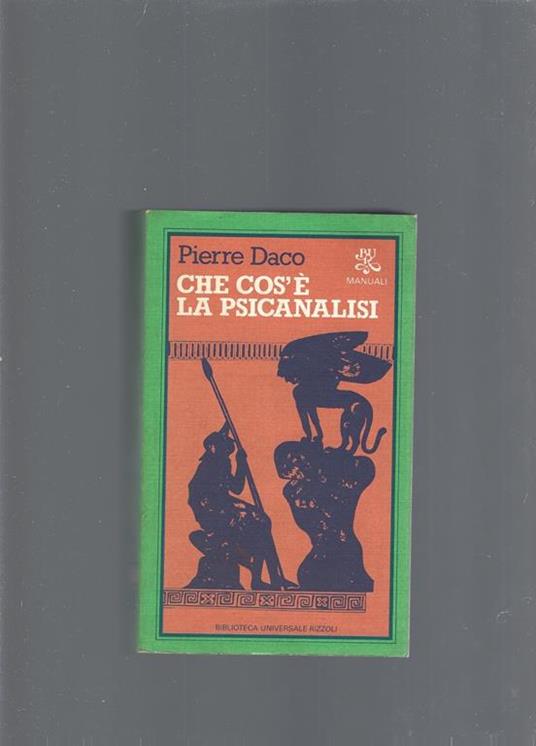 Pierre Daco
BUR
MANUALI
CHE COS'È
LA PSICANALISI
BIBLIOTECA UNIVERSALE RIZZOLI